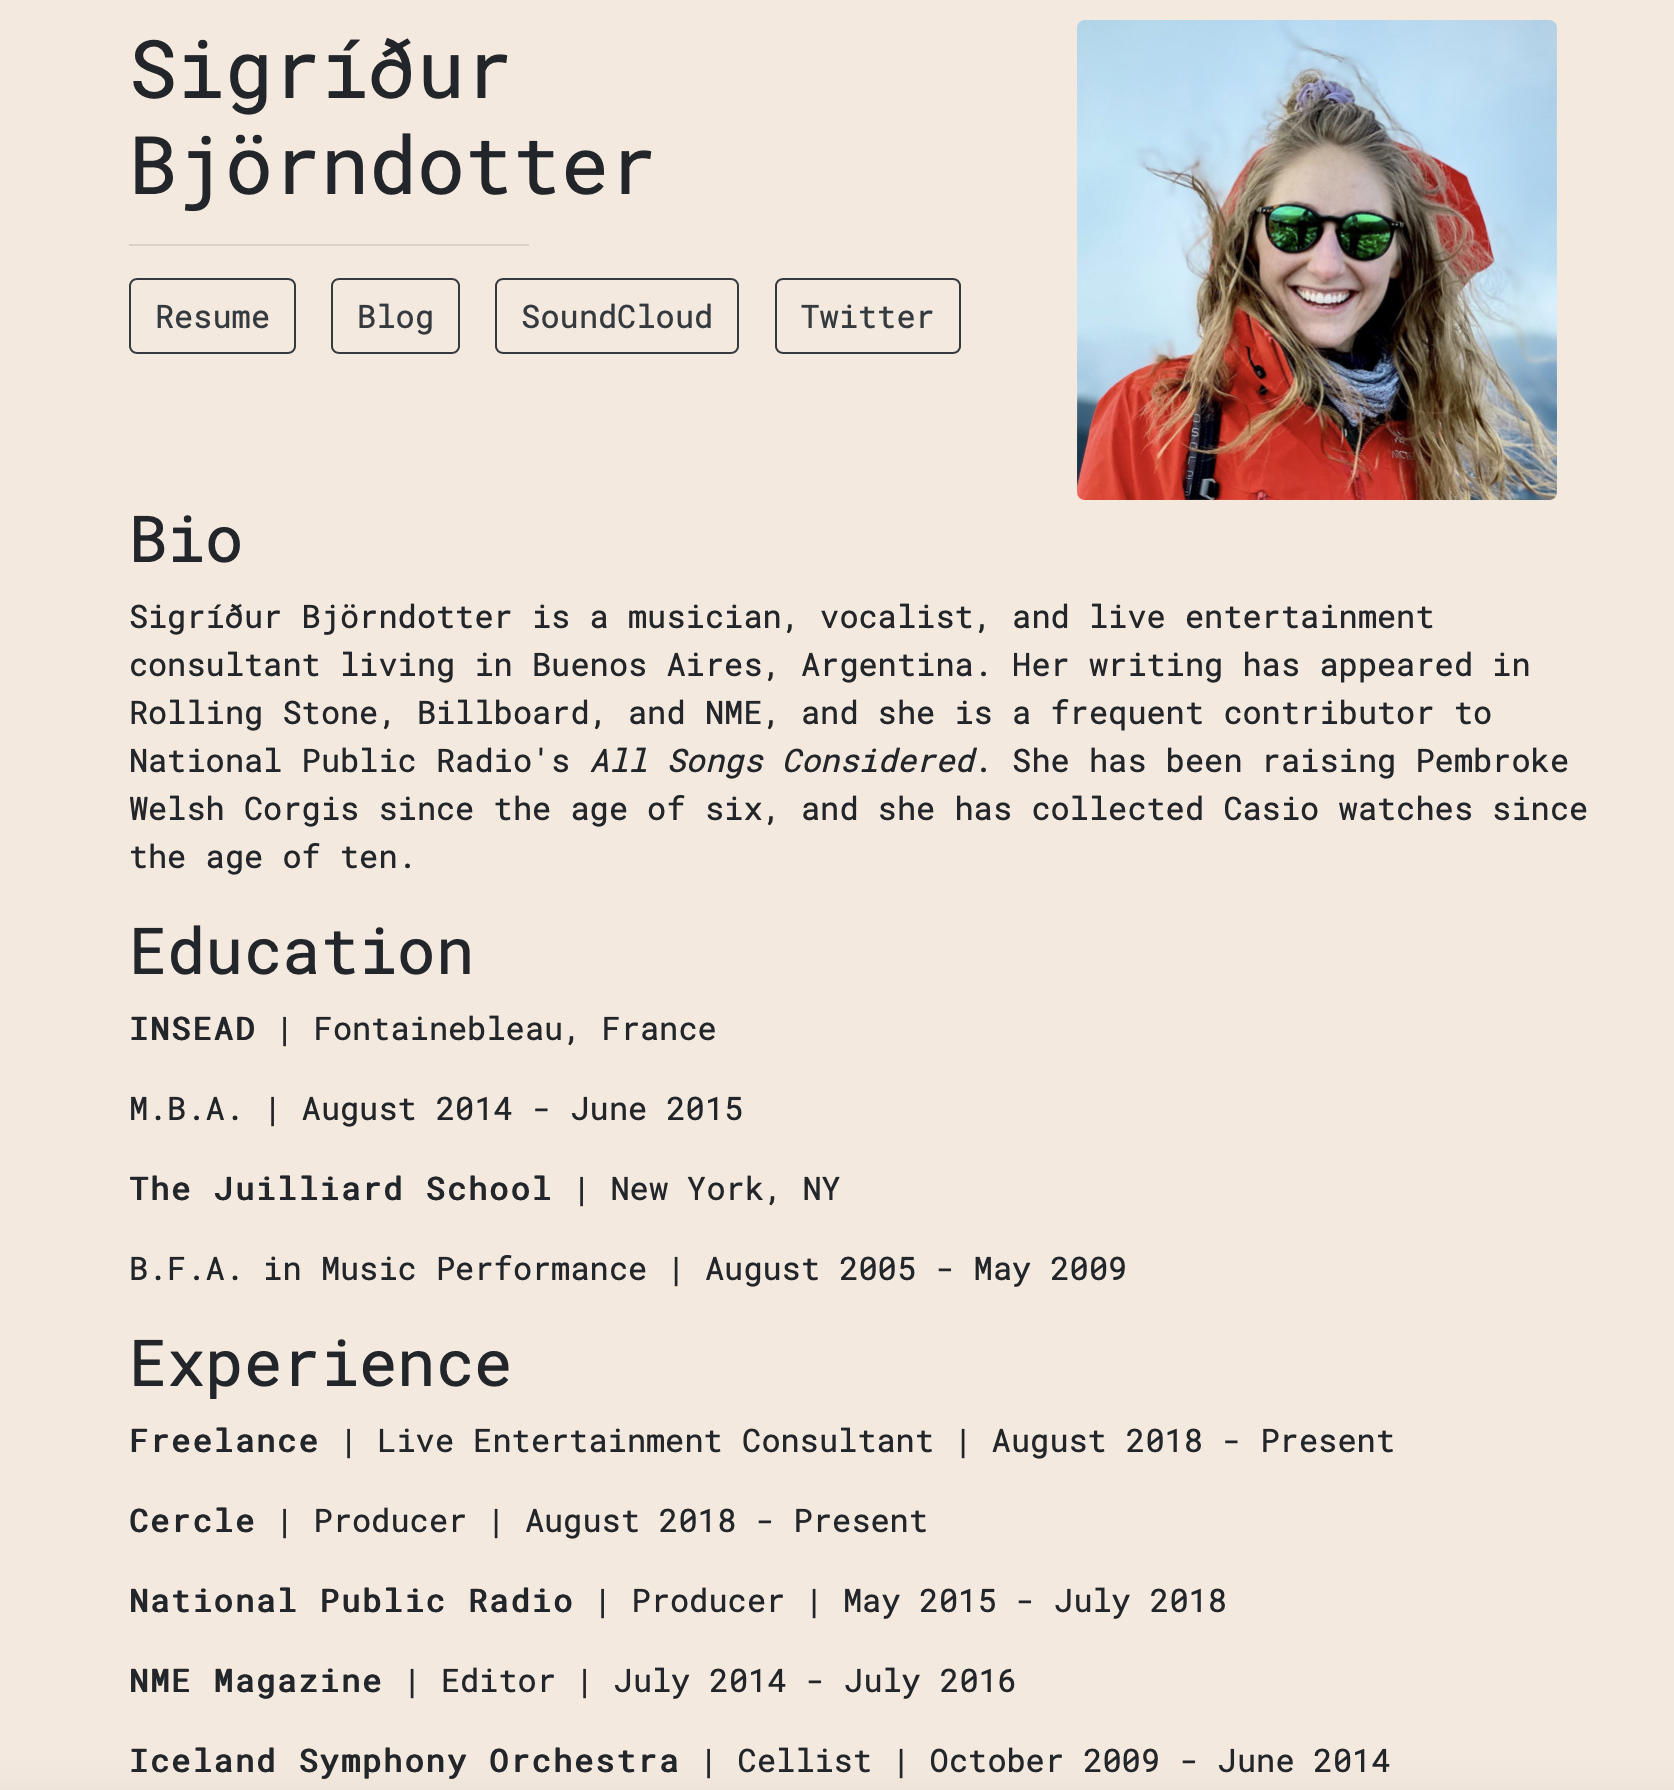 Sigríður
Björndotter
Resume
Blog
SoundCloud
Twitter
Bio
Sigríður Björndotter is a musician, vocalist, and live entertainment
consultant living in Buenos Aires, Argentina. Her writing has appeared in
Rolling Stone, Billboard, and NME, and she is a frequent contributor to
National Public Radio's All Songs Considered. She has been raising Pembroke
Welsh Corgis since the age of six, and she has collected Casio watches since
the age of ten.
Education
INSEAD | Fontainebleau, France
M.B.A. | August 2014 - June 2015
The Juilliard School | New York, NY
B.F.A. in Music Performance | August 2005 - May 2009
Experience
Freelance | Live Entertainment Consultant | August 2018 - Present
Cercle | Producer | August 2018 - Present
National Public Radio | Producer | May 2015 - July 2018
NME Magazine | Editor | July 2014 - July 2016
Iceland Symphony Orchestra | Cellist | October 2009 - June 2014